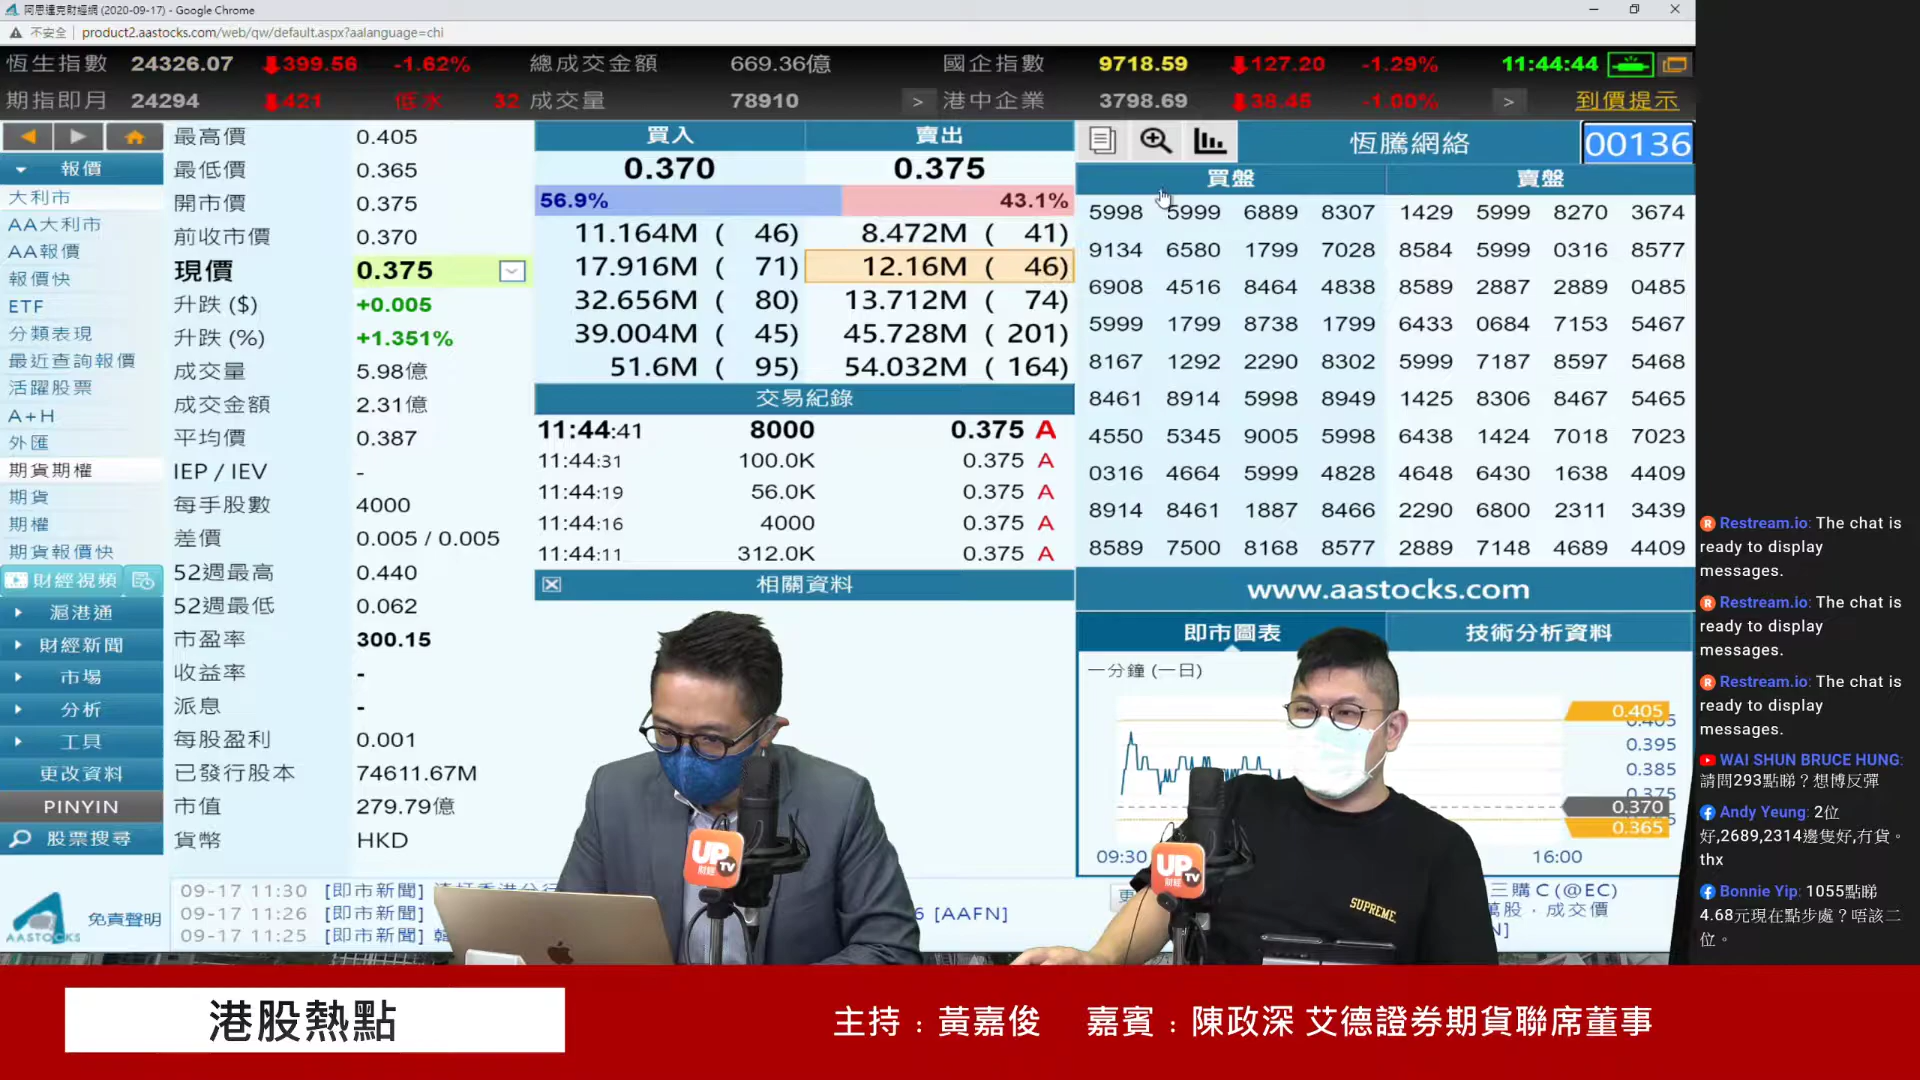 阿思達克財經網 (2020-09-17) - Google Chrome
不安全 | product2.aastocks.com/web/qw/default.aspx?aalanguage=chi
恆生指數 24326.07 399.56 -1.62% 總成交金額 669.36億 國企指數 9718.59 127.20 -1.29% 11:44:44
期指即月 24294 421 低水 32 成交量 78910 > 港中企業 3798.69 38.45 -1.00% > 到價提示
報價
大利市
AA大利市
AA報價
報價快
ETF
分類表現
最近查詢報價
活躍股票
A+H
外匯
期貨期權
期貨
期權
期貨報價快
財經視頻
滬港通
財經新聞
市場
分析
工具
更改資料
PINYIN
股票搜尋
AASTOCKS
免責聲明
最高價 0.405
最低價 0.365
開市價 0.375
前收市價 0.370
現價 0.375
升跌 ($) +0.005
升跌 (%) +1.351%
成交量 5.98億
成交金額 2.31億
平均價 0.387
IEP / IEV -
每手股數 4000
差價 0.005 / 0.005
52週最高 0.440
52週最低 0.062
市盈率 300.15
收益率 -
派息 -
每股盈利 0.001
已發行股本 74611.67M
市值 279.79億
貨幣 HKD
買入 賣出
0.370 0.375
56.9% 43.1%
11.164M ( 46) 8.472M ( 41)
17.916M ( 71) 12.16M ( 46)
32.656M ( 80) 13.712M ( 74)
39.004M ( 45) 45.728M ( 201)
51.6M ( 95) 54.032M ( 164)
交易紀錄
11:44:41 8000 0.375 A
11:44:31 100.0K 0.375 A
11:44:19 56.0K 0.375 A
11:44:16 4000 0.375 A
11:44:11 312.0K 0.375 A
相關資料
恆騰網絡 00136
買盤 賣盤
5998 5999 6889 8307 1429 5999 8270 3674
9134 6580 1799 7028 8584 5999 0316 8577
6908 4516 8464 4838 8589 2887 2889 0485
5999 1799 8738 1799 6433 0684 7153 5467
8167 1292 2290 8302 5999 7187 8597 5468
8461 8914 5998 8949 1425 8306 8467 5465
4550 5345 9005 5998 6438 1424 7018 7023
0316 4664 5999 4828 4648 6430 1638 4409
8914 8461 1887 8466 2290 6800 2311 3439
8589 7500 8168 8577 2889 7148 4689 4409
www.aastocks.com
即市圖表 技術分析資料
一分鐘 (一日)
0.405
0.395
0.385
0.370
0.365
09:30 16:00
09-17 11:30 [即市新聞]
09-17 11:26 [即市新聞] 6 [AAFN]
09-17 11:25 [即市新聞]
三購C(@EC)
萬股，成交價
UP TV 財經
UP TV 財經
SUPREME
Restream.io: The chat is
ready to display
messages.
Restream.io: The chat is
ready to display
messages.
Restream.io: The chat is
ready to display
messages.
WAI SHUN BRUCE HUNG:
請問293點睇？想博反彈
Andy Yeung: 2位
好,2689,2314邊隻好,冇貨。
thx
Bonnie Yip: 1055點睇
4.68元現在點步處？唔該二
位。
港股熱點
主持：黃嘉俊 嘉賓：陳政深 艾德證券期貨聯席董事